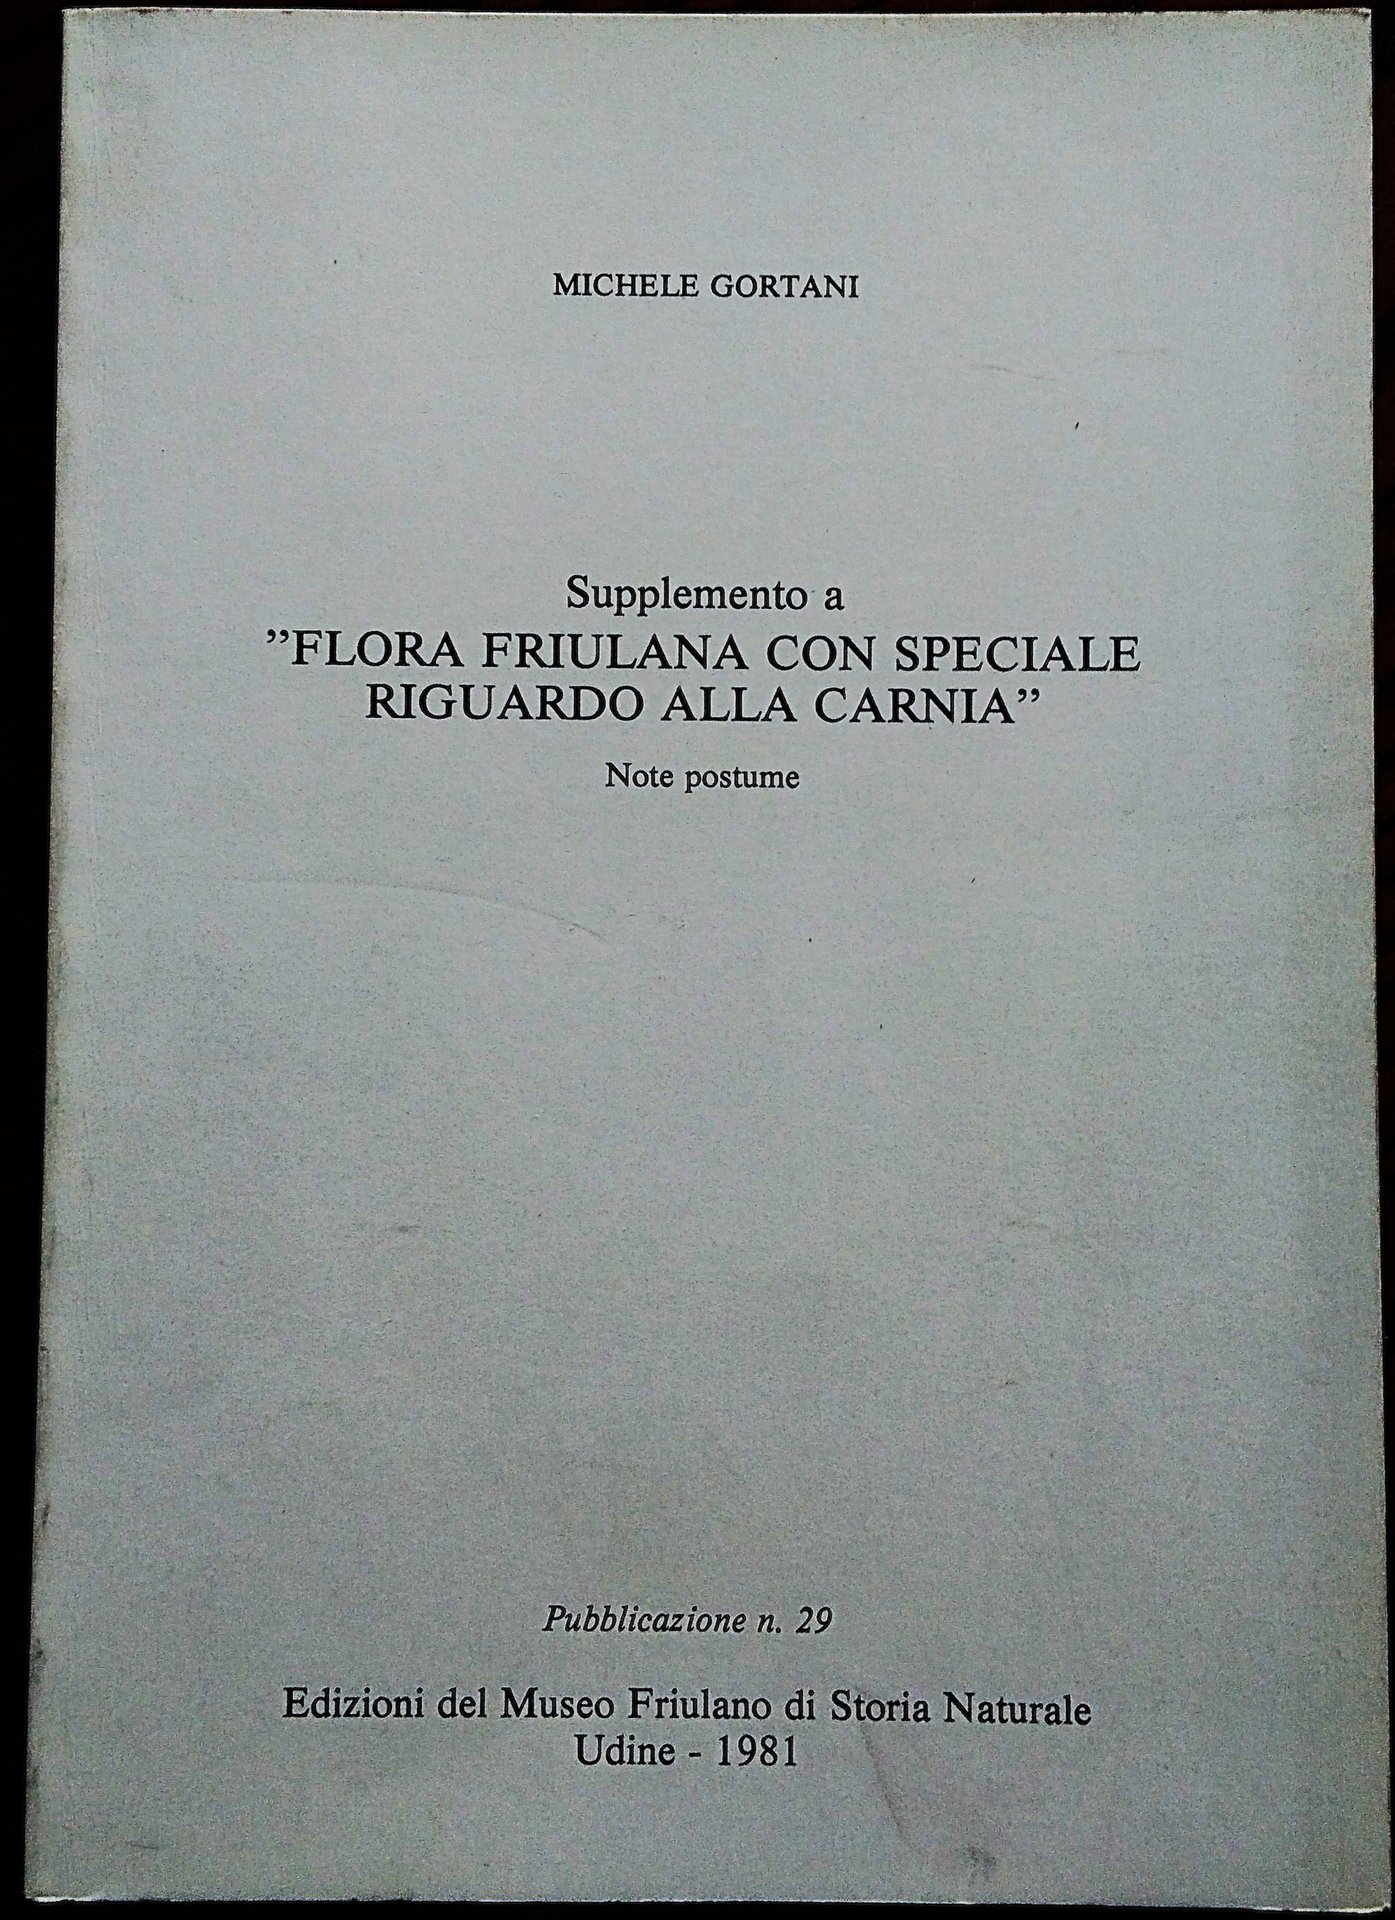 MICHELE GORTANI
Supplemento a
”FLORA FRIULANA CON SPECIALE
RIGUARDO ALLA CARNIA”
Note postume
Pubblicazione n. 29
Edizioni del Museo Friulano di Storia Naturale
Udine - 1981